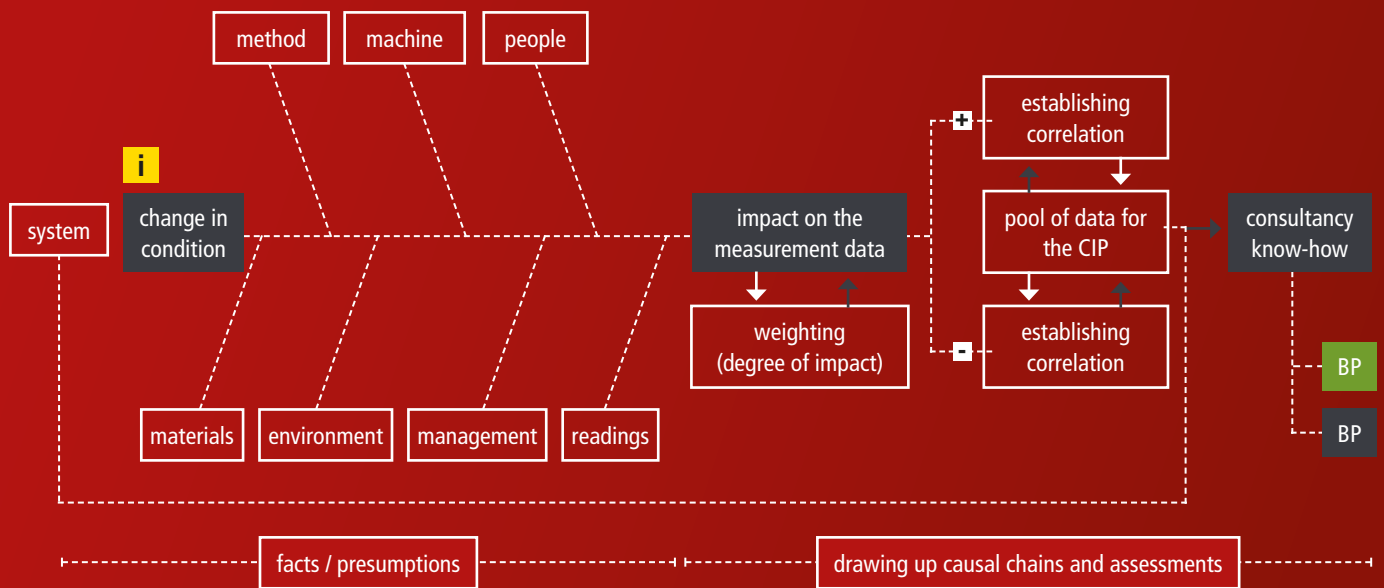 method
machine
people
i
system
change in
condition
impact on the
measurement data
weighting
(degree of impact)
+
establishing
correlation
pool of data for
the CIP
-
establishing
correlation
consultancy
know-how
BP
BP
materials
environment
management
readings
facts / presumptions
drawing up causal chains and assessments